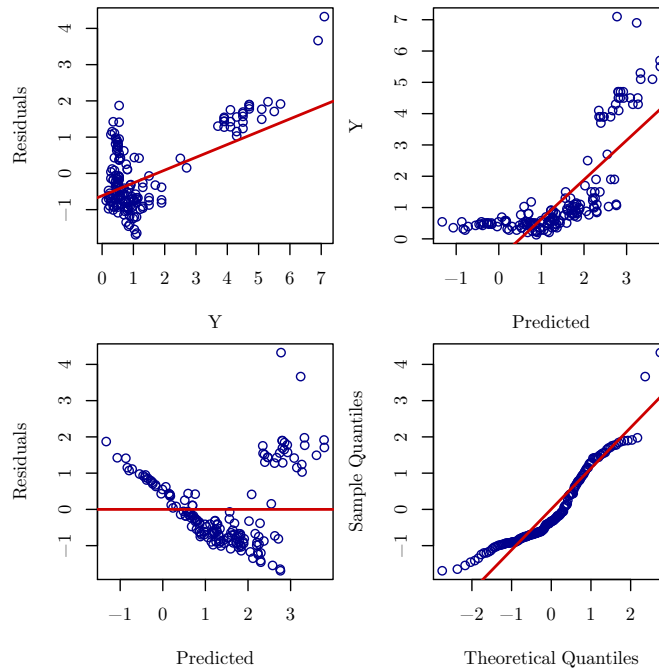 Residuals
−1 0 1 2 3 4
0 1 2 3 4 5 6 7
Y
Y
0 1 2 3 4 5 6 7
−1 0 1 2 3
Predicted
Residuals
−1 0 1 2 3 4
−1 0 1 2 3
Predicted
Sample Quantiles
−1 0 1 2 3 4
−2 −1 0 1 2
Theoretical Quantiles